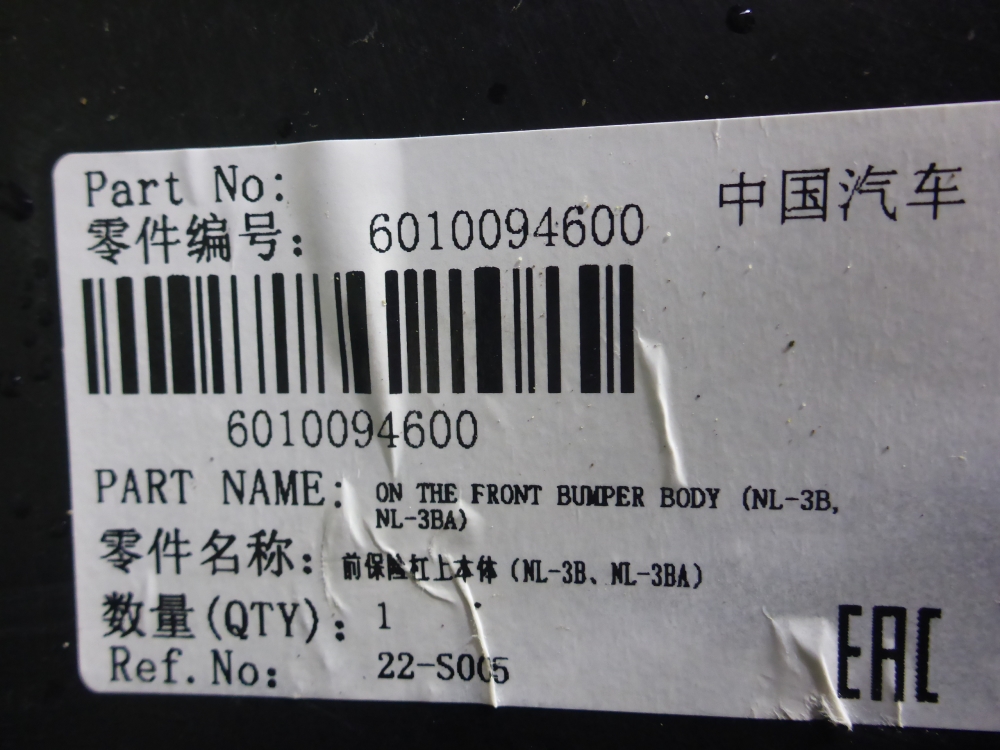 Part No:
零件编号: 6010094600
中国汽车
6010094600
PART NAME: ON THE FRONT BUMPER BODY (NL-3B,
NL-3BA)
零件名称: 前保险杠上本体(NL-3B、NL-3BA)
数量(QTY): 1
Ref.No: 22-S005
EAC